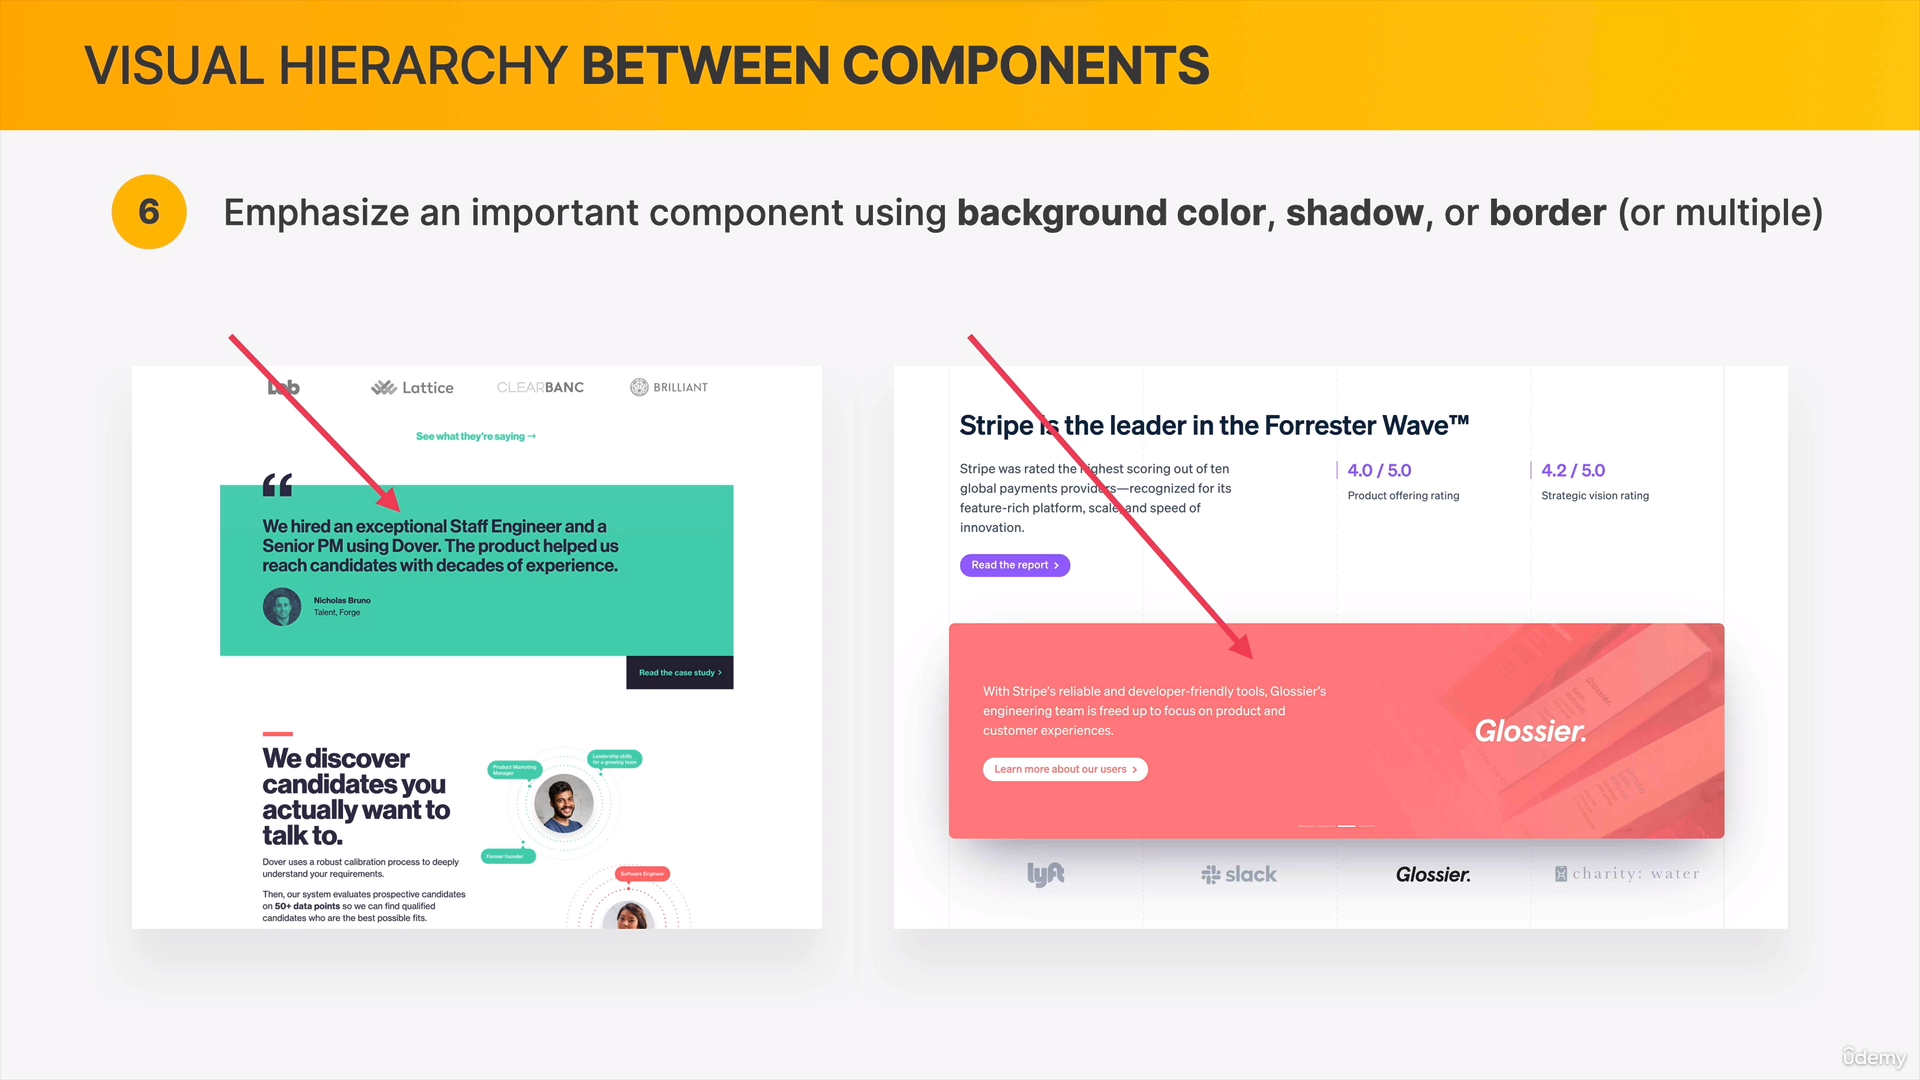 VISUAL HIERARCHY BETWEEN COMPONENTS
6
Emphasize an important component using background color, shadow, or border (or multiple)
Lattice
CLEARBANC
BRILLIANT
See what they're saying →
“
We hired an exceptional Staff Engineer and a
Senior PM using Dover. The product helped us
reach candidates with decades of experience.
Nicholas Bruno
Talent, Forge
Read the case study >
We discover
candidates you
actually want to
talk to.
Dover uses a robust calibration process to deeply
understand your requirements.
Then, our system evaluates prospective candidates
on 50+ data points so we can find qualified
candidates who are the best possible fits.
Product Marketing
Manager
Leadership skills
for a growing team
Former founder
Software Engineer
Stripe is the leader in the Forrester Wave™
Stripe was rated the highest scoring out of ten
global payments providers—recognized for its
feature-rich platform, scale, and speed of
innovation.
Read the report >
4.0 / 5.0
Product offering rating
4.2 / 5.0
Strategic vision rating
With Stripe's reliable and developer-friendly tools, Glossier's
engineering team is freed up to focus on product and
customer experiences.
Learn more about our users >
Glossier.
lyft
slack
Glossier.
charity: water
ûdemy